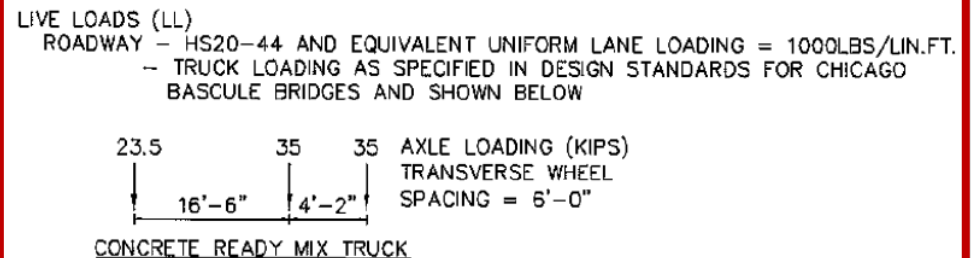 LIVE LOADS (LL)
ROADWAY – HS20–44 AND EQUIVALENT UNIFORM LANE LOADING = 1000LBS/LIN.FT.
– TRUCK LOADING AS SPECIFIED IN DESIGN STANDARDS FOR CHICAGO
BASCULE BRIDGES AND SHOWN BELOW
23.5 35 35 AXLE LOADING (KIPS)
TRANSVERSE WHEEL
16'–6" 4'–2" SPACING = 6'–0"
CONCRETE READY MIX TRUCK